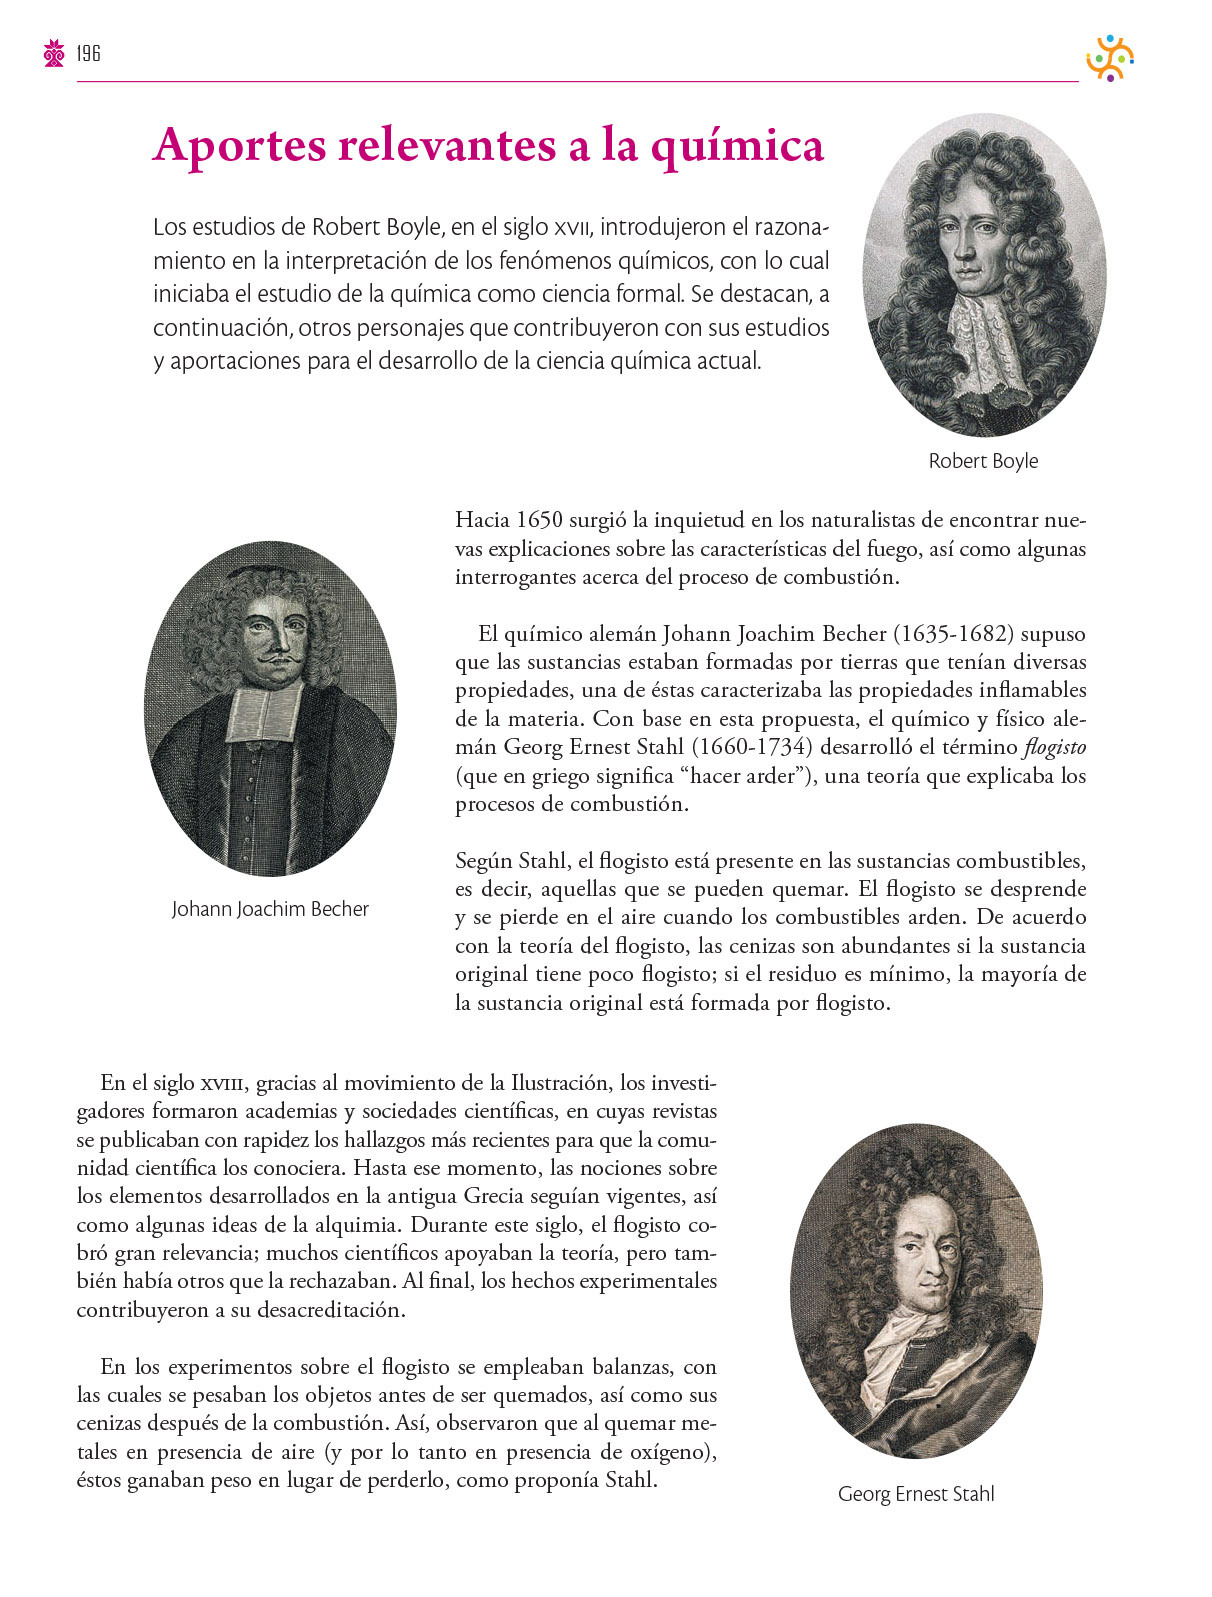 196
Aportes relevantes a la química
Los estudios de Robert Boyle, en el siglo XVII, introdujeron el razona-
miento en la interpretación de los fenómenos químicos, con lo cual
iniciaba el estudio de la química como ciencia formal. Se destacan, a
continuación, otros personajes que contribuyeron con sus estudios
y aportaciones para el desarrollo de la ciencia química actual.
Robert Boyle
Hacia 1650 surgió la inquietud en los naturalistas de encontrar nue-
vas explicaciones sobre las características del fuego, así como algunas
interrogantes acerca del proceso de combustión.
El químico alemán Johann Joachim Becher (1635-1682) supuso
que las sustancias estaban formadas por tierras que tenían diversas
propiedades, una de éstas caracterizaba las propiedades inflamables
de la materia. Con base en esta propuesta, el químico y físico ale-
mán Georg Ernest Stahl (1660-1734) desarrolló el término flogisto
(que en griego significa “hacer arder”), una teoría que explicaba los
procesos de combustión.
Johann Joachim Becher
Según Stahl, el flogisto está presente en las sustancias combustibles,
es decir, aquellas que se pueden quemar. El flogisto se desprende
y se pierde en el aire cuando los combustibles arden. De acuerdo
con la teoría del flogisto, las cenizas son abundantes si la sustancia
original tiene poco flogisto; si el residuo es mínimo, la mayoría de
la sustancia original está formada por flogisto.
En el siglo XVIII, gracias al movimiento de la Ilustración, los investi-
gadores formaron academias y sociedades científicas, en cuyas revistas
se publicaban con rapidez los hallazgos más recientes para que la comu-
nidad científica los conociera. Hasta ese momento, las nociones sobre
los elementos desarrollados en la antigua Grecia seguían vigentes, así
como algunas ideas de la alquimia. Durante este siglo, el flogisto co-
bró gran relevancia; muchos científicos apoyaban la teoría, pero tam-
bién había otros que la rechazaban. Al final, los hechos experimentales
contribuyeron a su desacreditación.
En los experimentos sobre el flogisto se empleaban balanzas, con
las cuales se pesaban los objetos antes de ser quemados, así como sus
cenizas después de la combustión. Así, observaron que al quemar me-
tales en presencia de aire (y por lo tanto en presencia de oxígeno),
éstos ganaban peso en lugar de perderlo, como proponía Stahl.
Georg Ernest Stahl